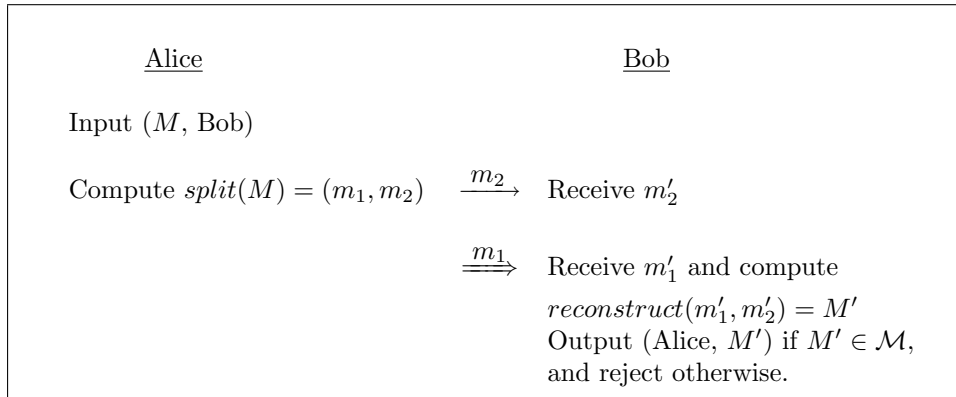 Alice Bob
Input (M, Bob)
Compute split(M) = (m₁, m₂) m₂ Receive m′₂
m₁ Receive m′₁ and compute
reconstruct(m′₁, m′₂) = M′
Output (Alice, M′) if M′ ∈ ℳ,
and reject otherwise.